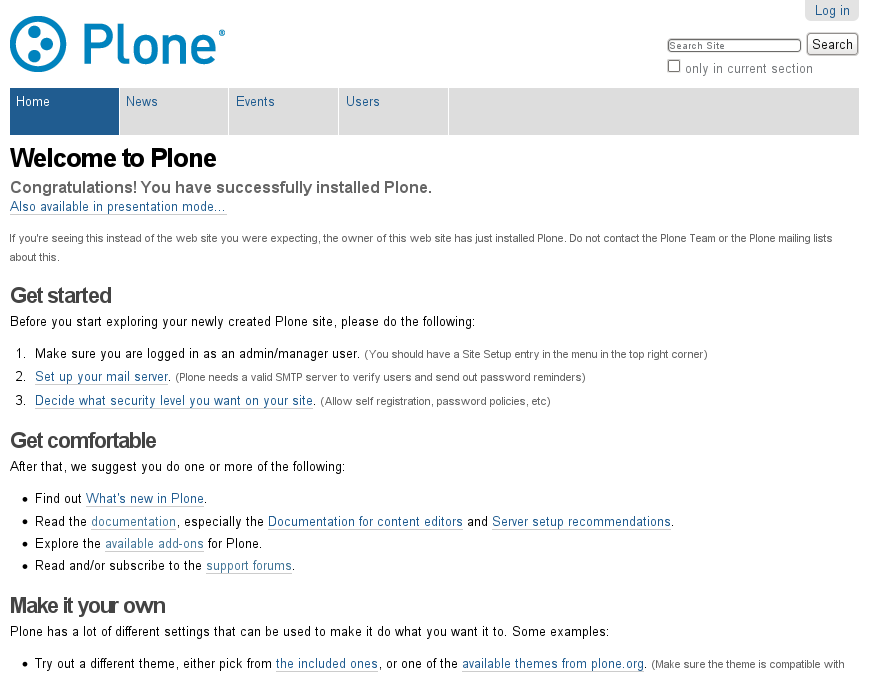 Log in
Plone®
Search Site
Search
only in current section
Home News Events Users
Welcome to Plone
Congratulations! You have successfully installed Plone.
Also available in presentation mode...
If you're seeing this instead of the web site you were expecting, the owner of this web site has just installed Plone. Do not contact the Plone Team or the Plone mailing lists
about this.
Get started
Before you start exploring your newly created Plone site, please do the following:
1. Make sure you are logged in as an admin/manager user. (You should have a Site Setup entry in the menu in the top right corner)
2. Set up your mail server. (Plone needs a valid SMTP server to verify users and send out password reminders)
3. Decide what security level you want on your site. (Allow self registration, password policies, etc)
Get comfortable
After that, we suggest you do one or more of the following:
• Find out What's new in Plone.
• Read the documentation, especially the Documentation for content editors and Server setup recommendations.
• Explore the available add-ons for Plone.
• Read and/or subscribe to the support forums.
Make it your own
Plone has a lot of different settings that can be used to make it do what you want it to. Some examples:
• Try out a different theme, either pick from the included ones, or one of the available themes from plone.org. (Make sure the theme is compatible with